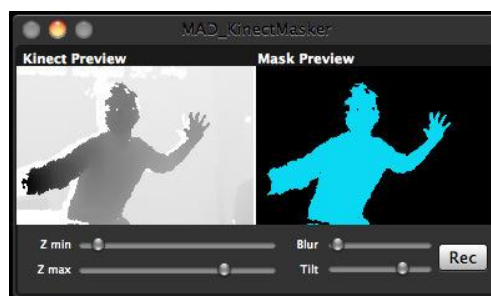 MAD_KinectMasker
Kinect Preview
Mask Preview
Z min
Blur
Z max
Tilt
Rec